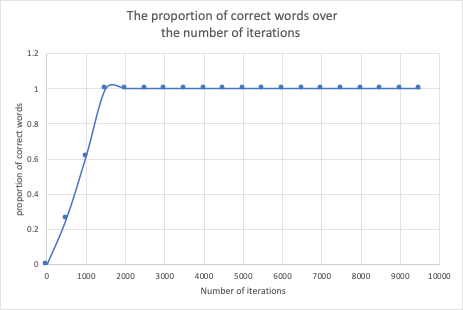 The proportion of correct words over
the number of iterations
1.2
1
0.8
0.6
0.4
0.2
0
0 1000 2000 3000 4000 5000 6000 7000 8000 9000 10000
proportion of correct words
Number of iterations